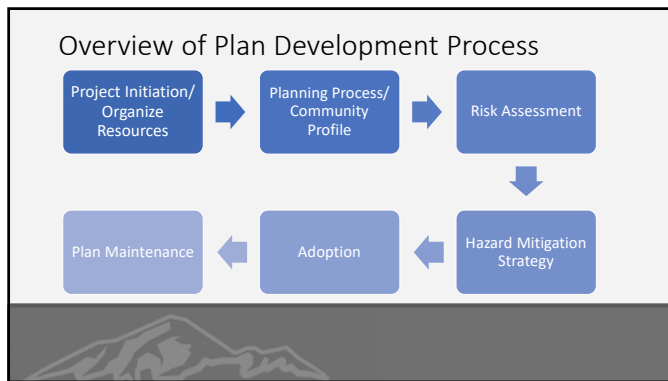 Overview of Plan Development Process
Project Initiation/
Organize
Resources
Planning Process/
Community
Profile
Risk Assessment
Hazard Mitigation
Strategy
Adoption
Plan Maintenance